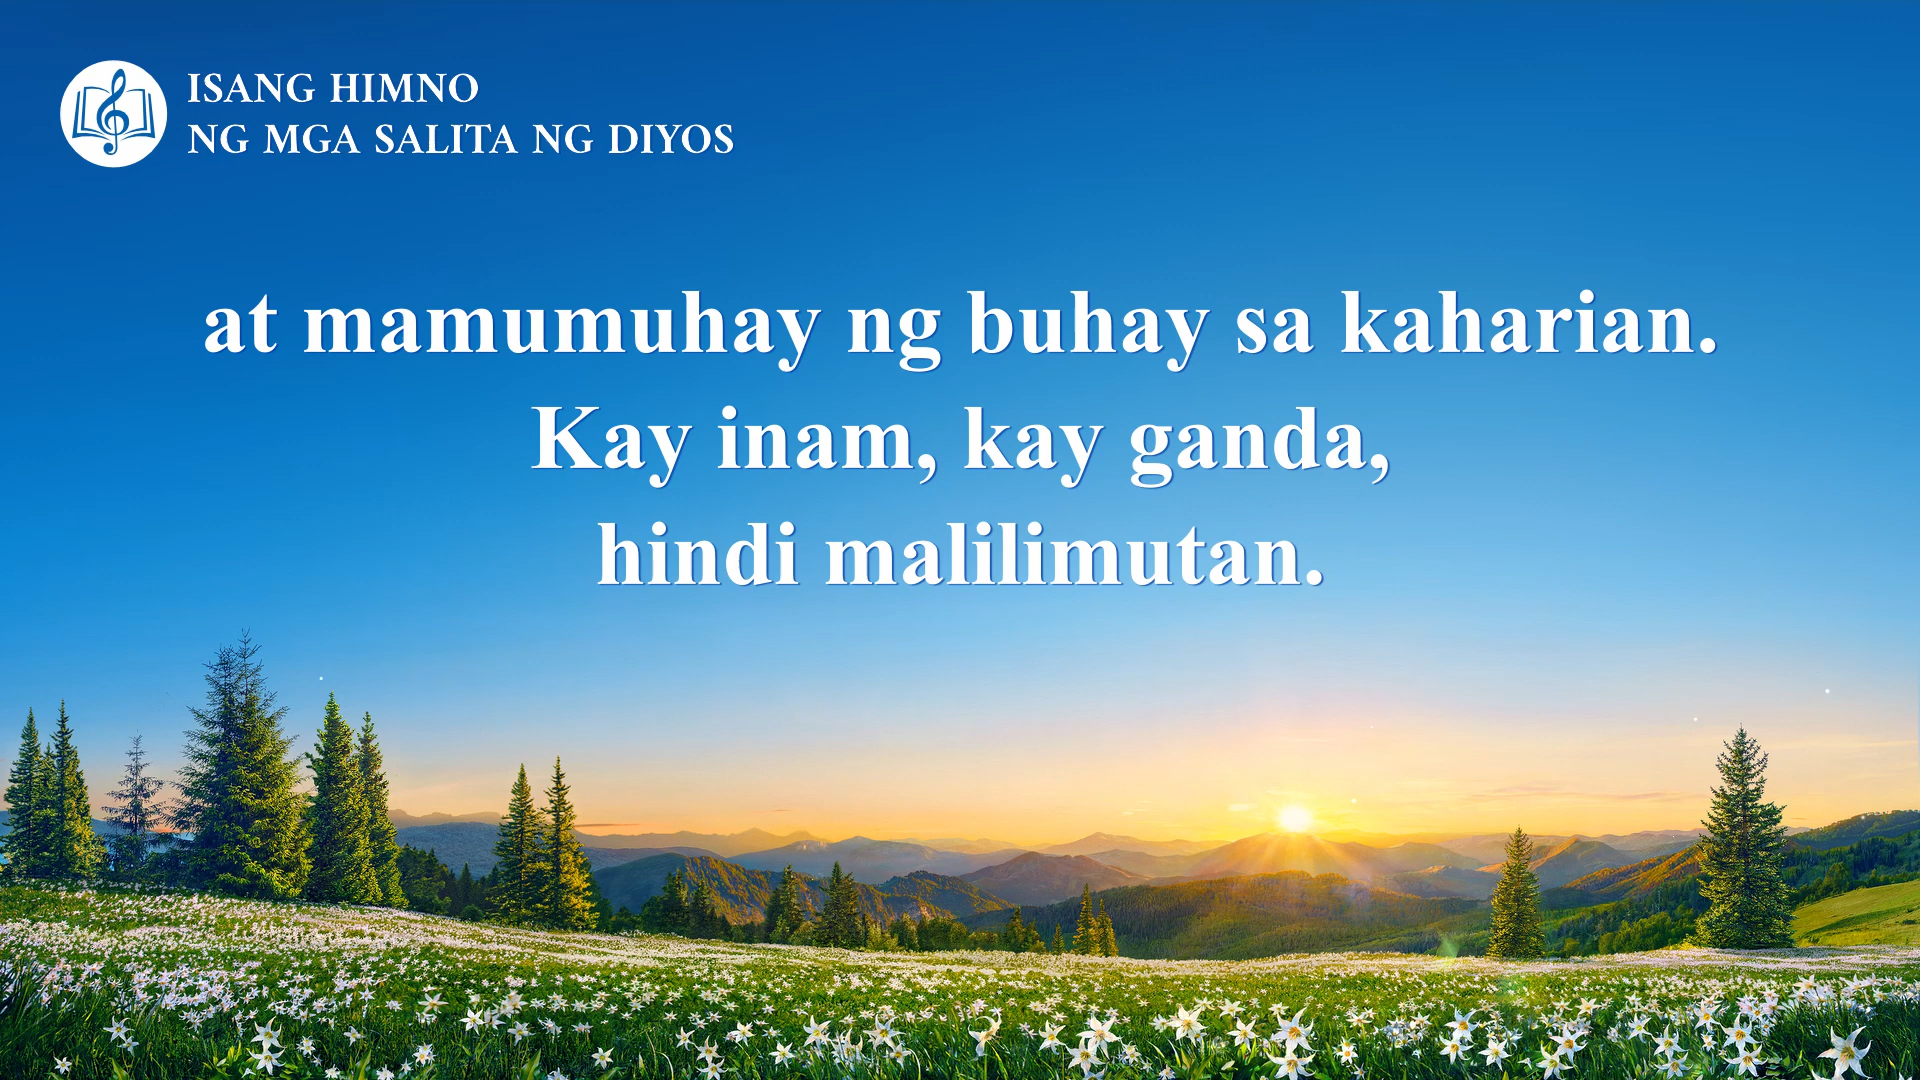 ISANG HIMNO
NG MGA SALITA NG DIYOS
at mamumuhay ng buhay sa kaharian.
Kay inam, kay ganda,
hindi malilimutan.